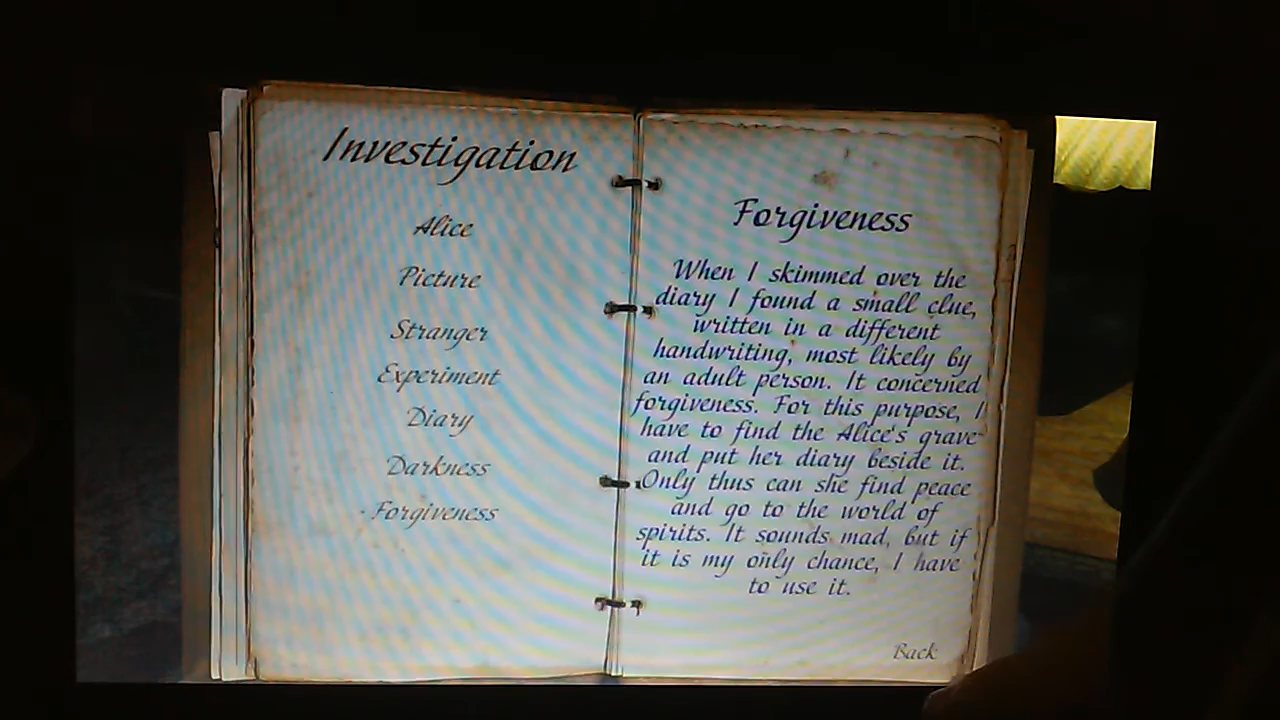 Investigation
Alice
Picture
Stranger
Experiment
Diary
Darkness
- Forgiveness
Forgiveness
When I skimmed over the
diary I found a small clue,
written in a different
handwriting, most likely by
an adult person. It concerned
forgiveness. For this purpose, I
have to find the Alice's grave
and put her diary beside it.
Only thus can she find peace
and go to the world of
spirits. It sounds mad, but if
it is my only chance, I have
to use it.
Back